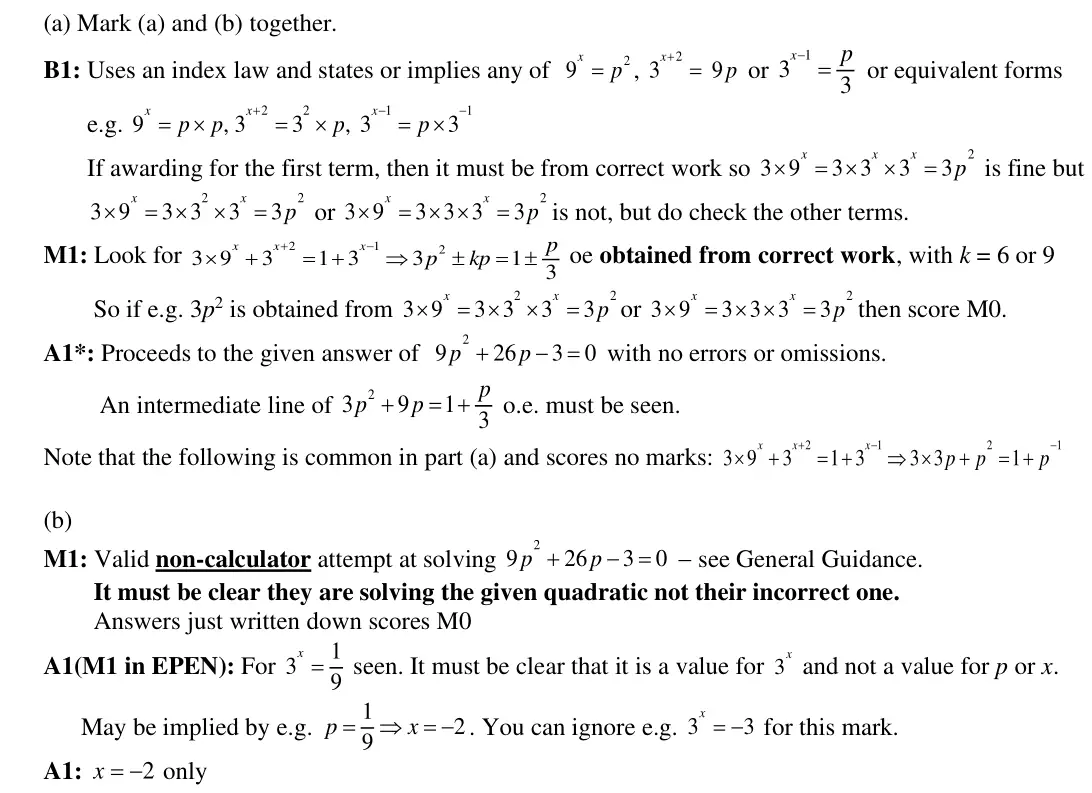 (a) Mark (a) and (b) together.
B1: Uses an index law and states or implies any of 9^x = p^2, 3^(x+2) = 9p or 3^(x−1) = p/3 or equivalent forms
e.g. 9^x = p × p, 3^(x+2) = 3^2 × p, 3^(x−1) = p × 3^(−1)
If awarding for the first term, then it must be from correct work so 3×9^x = 3×3^x×3^x = 3p^2 is fine but
3×9^x = 3×3^2×3^x = 3p^2 or 3×9^x = 3×3×3^x = 3p^2 is not, but do check the other terms.
M1: Look for 3×9^x + 3^(x+2) = 1 + 3^(x−1) ⇒ 3p^2 ± kp = 1 ± p/3 oe obtained from correct work, with k = 6 or 9
So if e.g. 3p^2 is obtained from 3×9^x = 3×3^2×3^x = 3p^2 or 3×9^x = 3×3×3^x = 3p^2 then score M0.
A1*: Proceeds to the given answer of 9p^2 + 26p − 3 = 0 with no errors or omissions.
An intermediate line of 3p^2 + 9p = 1 + p/3 o.e. must be seen.
Note that the following is common in part (a) and scores no marks: 3×9^x + 3^(x+2) = 1 + 3^(x−1) ⇒ 3×3p + p^2 = 1 + p^(−1)
(b)
M1: Valid non-calculator attempt at solving 9p^2 + 26p − 3 = 0 – see General Guidance.
It must be clear they are solving the given quadratic not their incorrect one.
Answers just written down scores M0
A1(M1 in EPEN): For 3^x = 1/9 seen. It must be clear that it is a value for 3^x and not a value for p or x.
May be implied by e.g. p = 1/9 ⇒ x = −2. You can ignore e.g. 3^x = −3 for this mark.
A1: x = −2 only